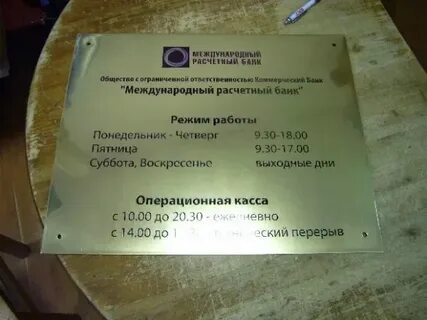 МЕЖДУНАРОДНЫЙ
РАСЧЕТНЫЙ БАНК
Общество с ограниченной ответственностью Коммерческий Банк
"Международный расчетный банк"
Режим работы
Понедельник - Четверг 9.30-18.00
Пятница 9.30-17.00
Суббота, Воскресенье выходные дни
Операционная касса
с 10.00 до 20.30 - ежедневно
с 14.00 до перерыв